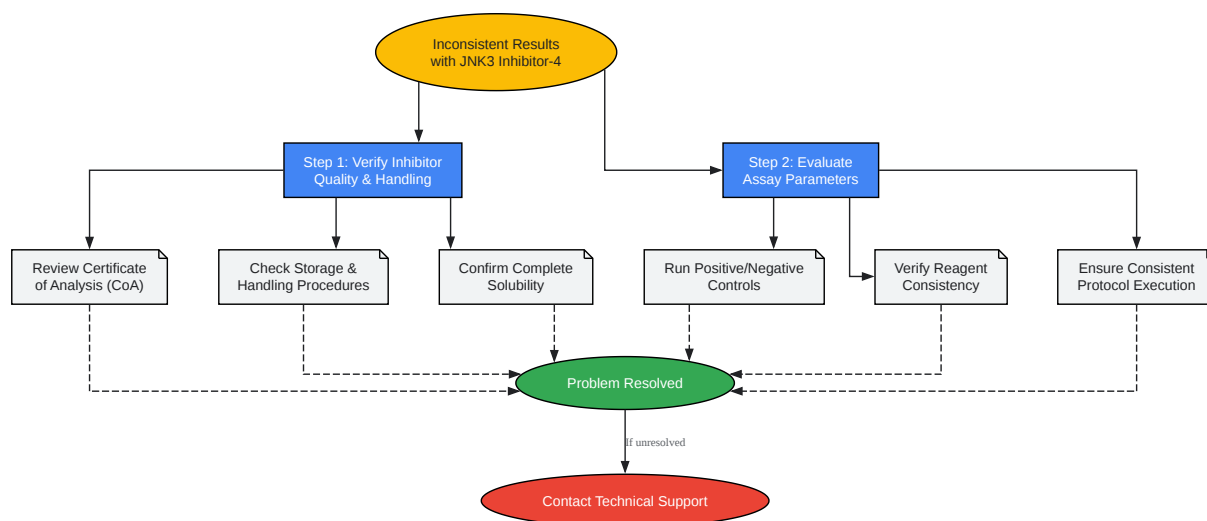 Inconsistent Results
with JNK3 Inhibitor-4
Step 1: Verify Inhibitor
Quality & Handling
Step 2: Evaluate
Assay Parameters
Review Certificate
of Analysis (CoA)
Check Storage &
Handling Procedures
Confirm Complete
Solubility
Run Positive/Negative
Controls
Verify Reagent
Consistency
Ensure Consistent
Protocol Execution
Problem Resolved
If unresolved
Contact Technical Support